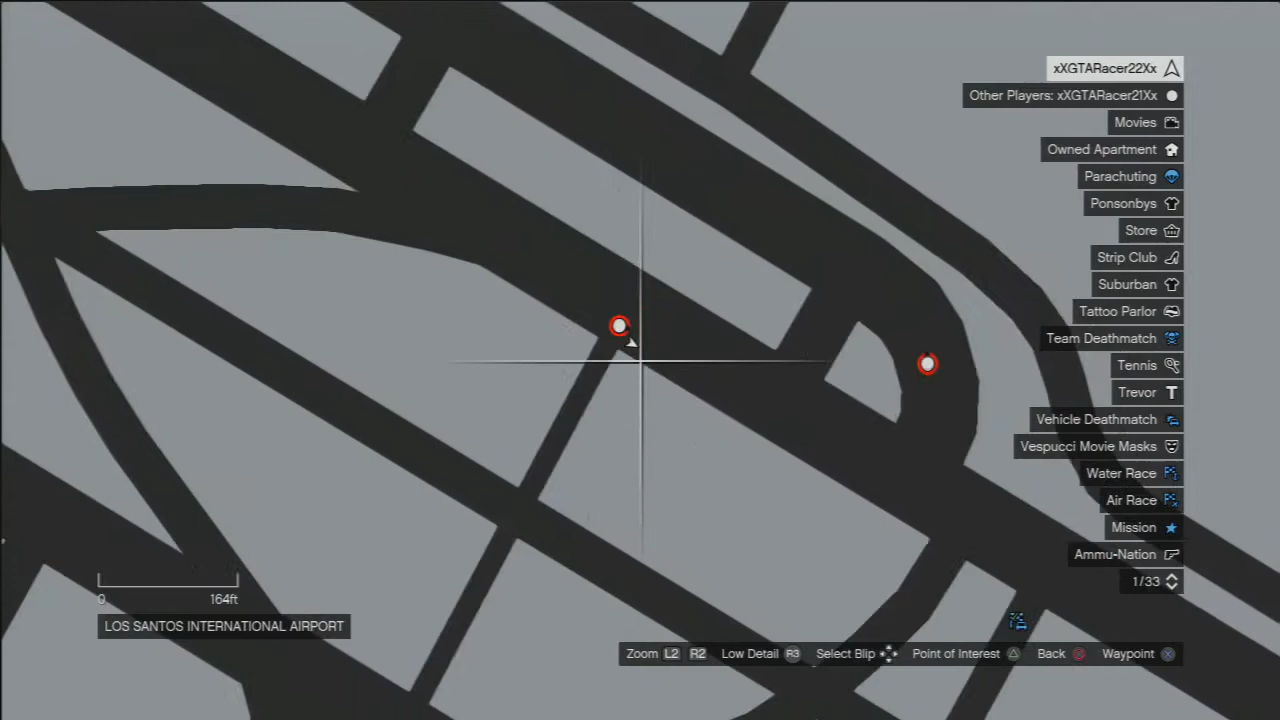 xXGTARacer22Xx
Other Players: xXGTARacer21Xx
Movies
Owned Apartment
Parachuting
Ponsonbys
Store
Strip Club
Suburban
Tattoo Parlor
Team Deathmatch
Tennis
Trevor T
Vehicle Deathmatch
Vespucci Movie Masks
Water Race
Air Race
Mission
Ammu-Nation
1/33
0 164ft
LOS SANTOS INTERNATIONAL AIRPORT
Zoom L2 R2 Low Detail R3 Select Blip Point of Interest Back Waypoint